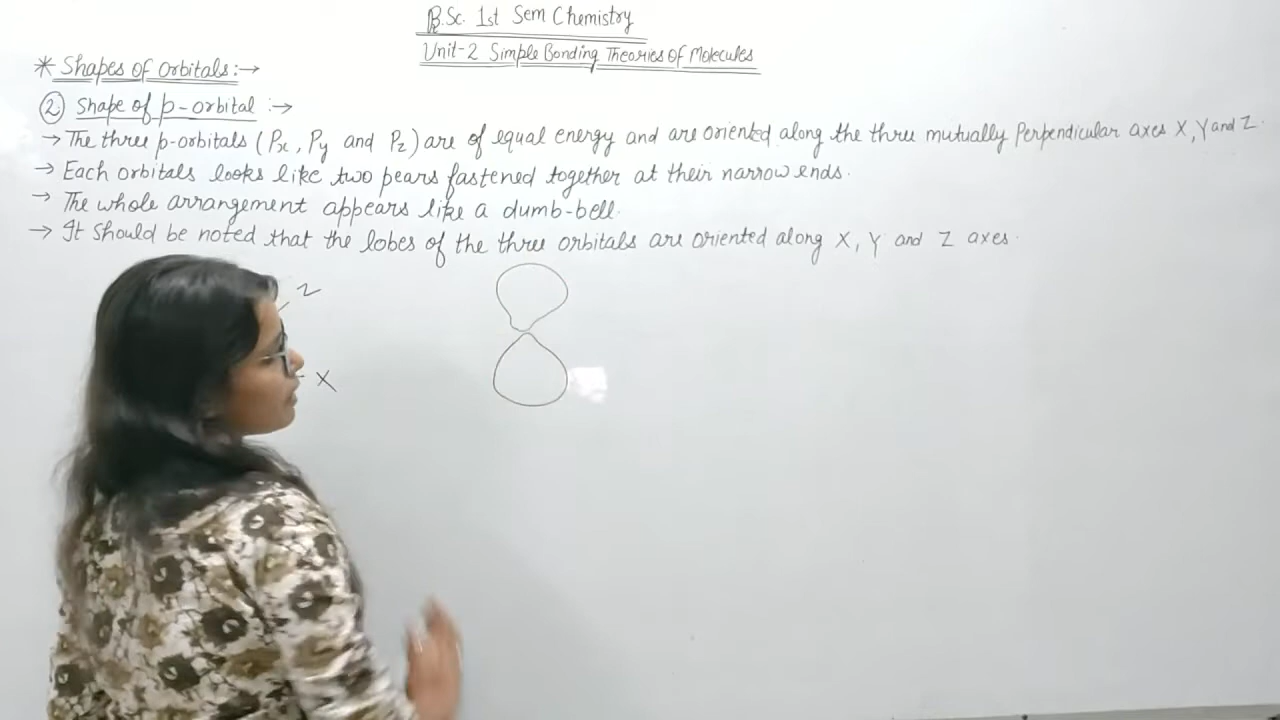 B.Sc. 1st Sem Chemistry
Unit-2 Simple Bonding Theories of Molecules
* Shapes of Orbitals:→
② Shape of p-orbital :→
→ The three p-orbitals (Px, Py and Pz) are of equal energy and are oriented along the three mutually Perpendicular axes X, Y and Z.
→ Each orbitals looks like two pears fastened together at their narrow ends.
→ The whole arrangement appears like a dumb-bell.
→ It should be noted that the lobes of the three orbitals are oriented along X, Y and Z axes.
Z
X